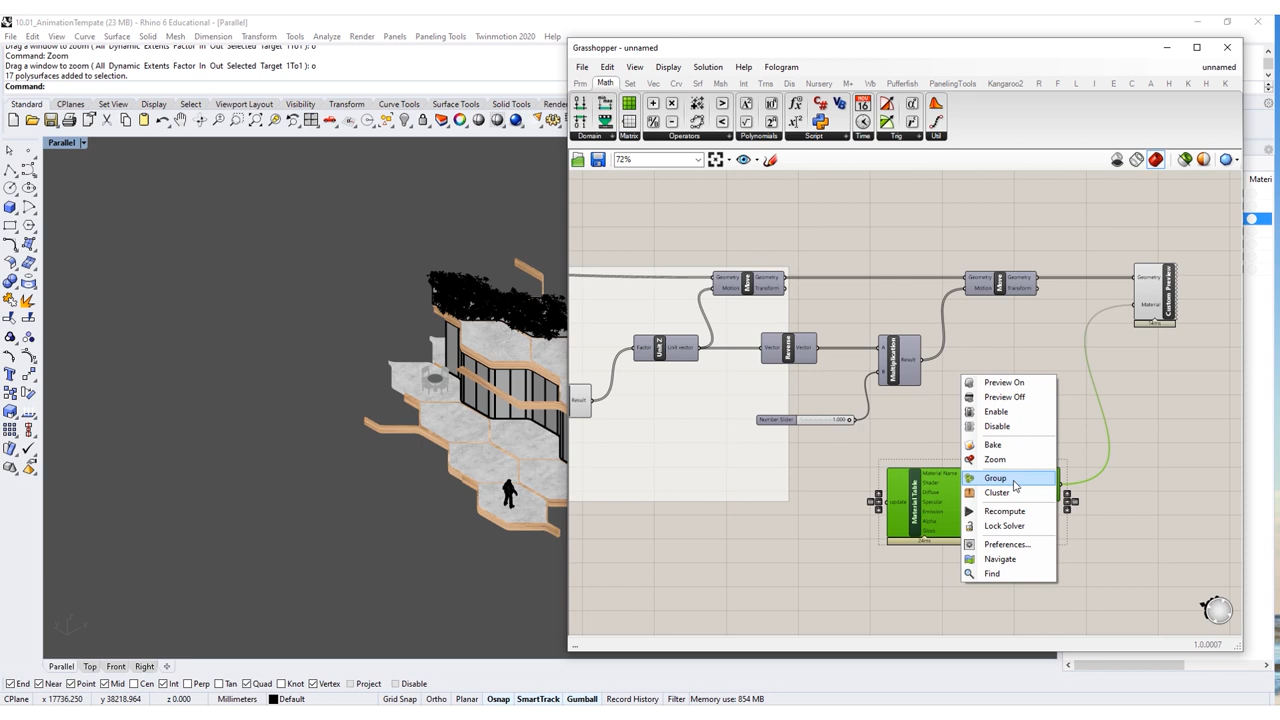 10.01_AnimationTempate (23 MB) - Rhino 6 Educational - [Parallel]
File Edit View Curve Surface Solid Mesh Dimension Transform Tools Analyze Render Panels Paneling Tools Twinmotion 2020 Help
Drag a window to zoom ( All Dynamic Extents Factor In Out Selected Target 1To1 ): o
Command: Zoom
Drag a window to zoom ( All Dynamic Extents Factor In Out Selected Target 1To1 ): o
17 polysurfaces added to selection.
Command:
Standard CPlanes Set View Display Select Viewport Layout Visibility Transform Curve Tools Surface Tools Solid Tools
Parallel
Grasshopper - unnamed
File Edit View Display Solution Help Fologram unnamed
Prm Math Set Vec Crv Srf Msh Int Trns Dis Nursery M+ Wb Pufferfish PanelingTools Kangaroo2 R F L I E V D C A H K H K
Domain Matrix Operators Polynomials Script Time Trig Util
72%
Materi
Geometry Motion Move Geometry Transform
Geometry Motion Move Geometry Transform
Geometry Material Custom Preview
14ms
Factor Unit Z Unit vector
Vector Reverse Vector
A B Multiplication Result
Result
Number Slider 1.000
Update Material Table
Material Name
Shader
Diffuse
Specular
Emission
Alpha
Gloss
24ms
Preview On
Preview Off
Enable
Disable
Bake
Zoom
Group
Cluster
Recompute
Lock Solver
Preferences...
Navigate
Find
...
1.0.0007
Parallel Top Front Right
End Near Point Mid Cen Int Perp Tan Quad Knot Vertex Project Disable
CPlane x 17736.250 y 38218.964 z 0.000 Millimeters Default Grid Snap Ortho Planar Osnap SmartTrack Gumball Record History Filter Memory use: 854 MB